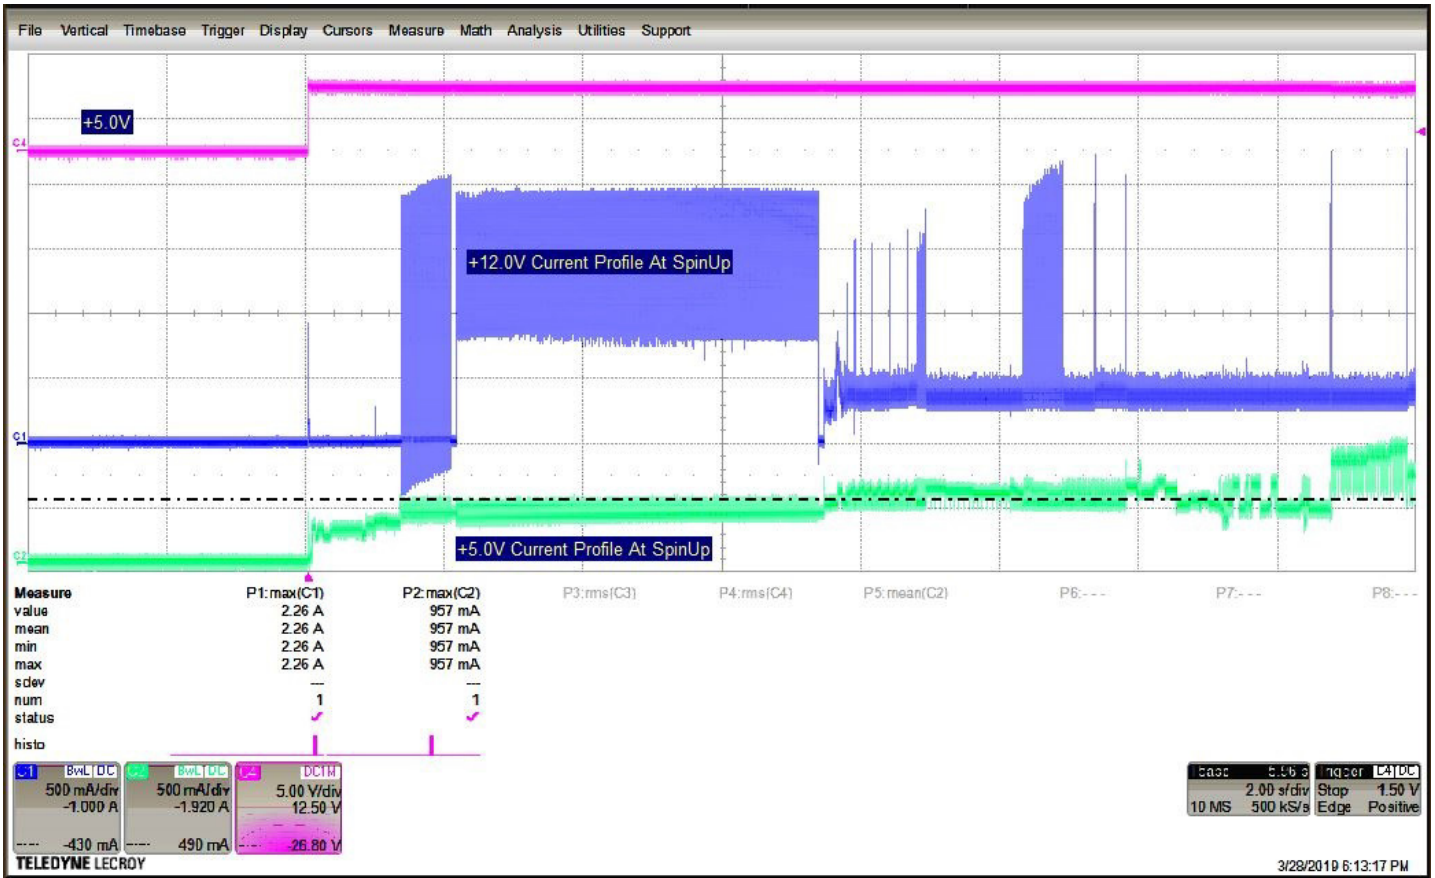 File Vertical Timebase Trigger Display Cursors Measure Math Analysis Utilities Support
+5.0V
C4
+12.0V Current Profile At SpinUp
C1
+5.0V Current Profile At SpinUp
C2
Measure P1:max(C1) P2:max(C2) P3:rms(C3) P4:rms(C4) P5:mean(C2) P6:- - - P7:- - - P8:- - -
value 2.26 A 957 mA
mean 2.26 A 957 mA
min 2.26 A 957 mA
max 2.26 A 957 mA
sdev --- ---
num 1 1
status
histo
C1 BwL DC C2 BwL DC C4 DC1M
500 mA/div 500 mA/div 5.00 V/div
-1.000 A -1.920 A 12.50 V
---- -430 mA ---- 490 mA ---- -26.80 V
Tbase Trigger C4 DC
2.00 s/div Stop 1.50 V
10 MS 500 kS/s Edge Positive
TELEDYNE LECROY
3/28/2019 6:13:17 PM